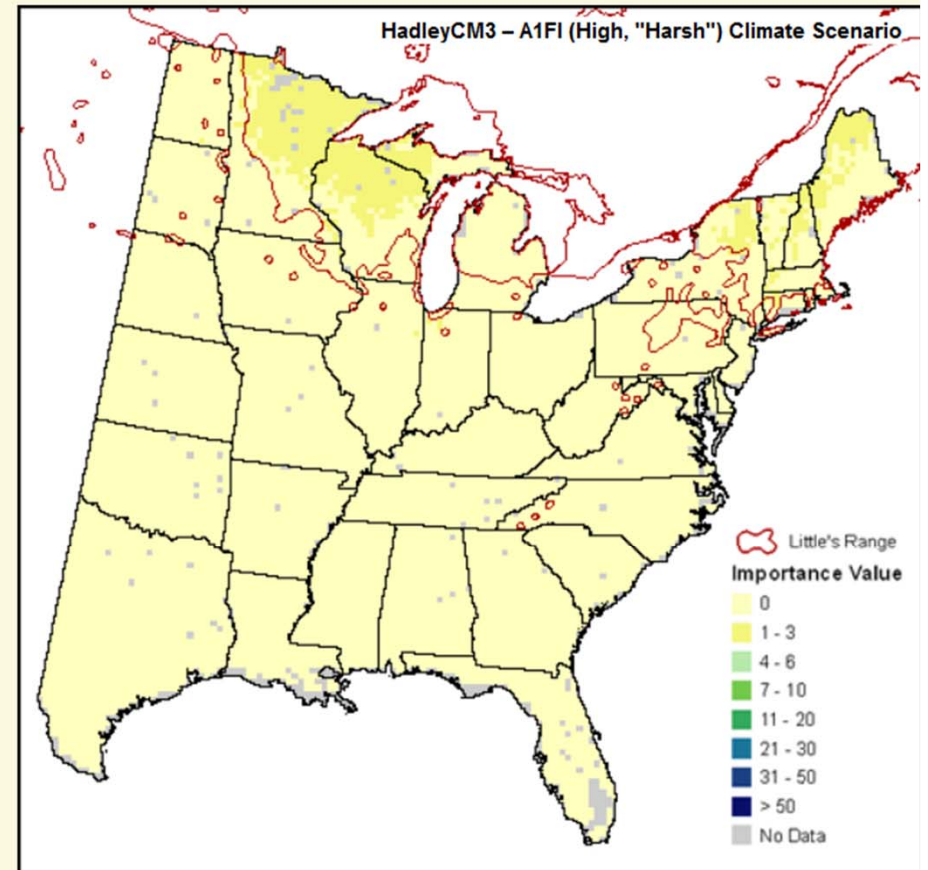 HadleyCM3 – A1FI (High, "Harsh") Climate Scenario
Little's Range
Importance Value
0
1 - 3
4 - 6
7 - 10
11 - 20
21 - 30
31 - 50
> 50
No Data